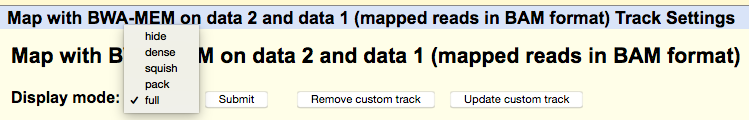 Map with BWA-MEM on data 2 and data 1 (mapped reads in BAM format) Track Settings
Map with B M on data 2 and data 1 (mapped reads in BAM format)
hide
dense
squish
pack
✓ full
Display mode:
Submit
Remove custom track
Update custom track